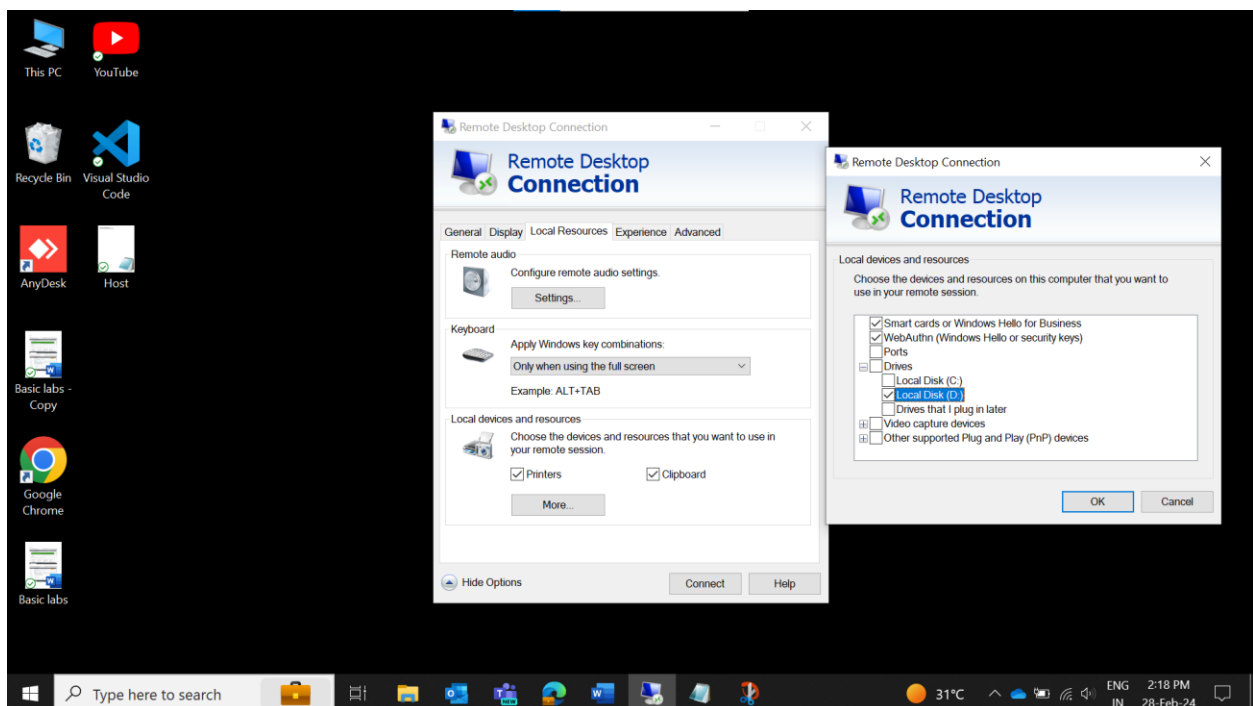 This PC
YouTube
Recycle Bin
Visual Studio
Code
AnyDesk
Host
Basic labs -
Copy
Google
Chrome
Basic labs
Remote Desktop Connection
Remote Desktop
Connection
General Display Local Resources Experience Advanced
Remote audio
Configure remote audio settings.
Settings...
Keyboard
Apply Windows key combinations:
Only when using the full screen
Example: ALT+TAB
Local devices and resources
Choose the devices and resources that you want to use in
your remote session.
Printers Clipboard
More...
Hide Options Connect Help
Remote Desktop Connection
Remote Desktop
Connection
Local devices and resources
Choose the devices and resources on this computer that you want to
use in your remote session.
Smart cards or Windows Hello for Business
WebAuthn (Windows Hello or security keys)
Ports
Drives
Local Disk (C:)
Local Disk (D:)
Drives that I plug in later
Video capture devices
Other supported Plug and Play (PnP) devices
OK Cancel
Type here to search
NEW
31°C
ENG
IN
2:18 PM
28-Feb-24